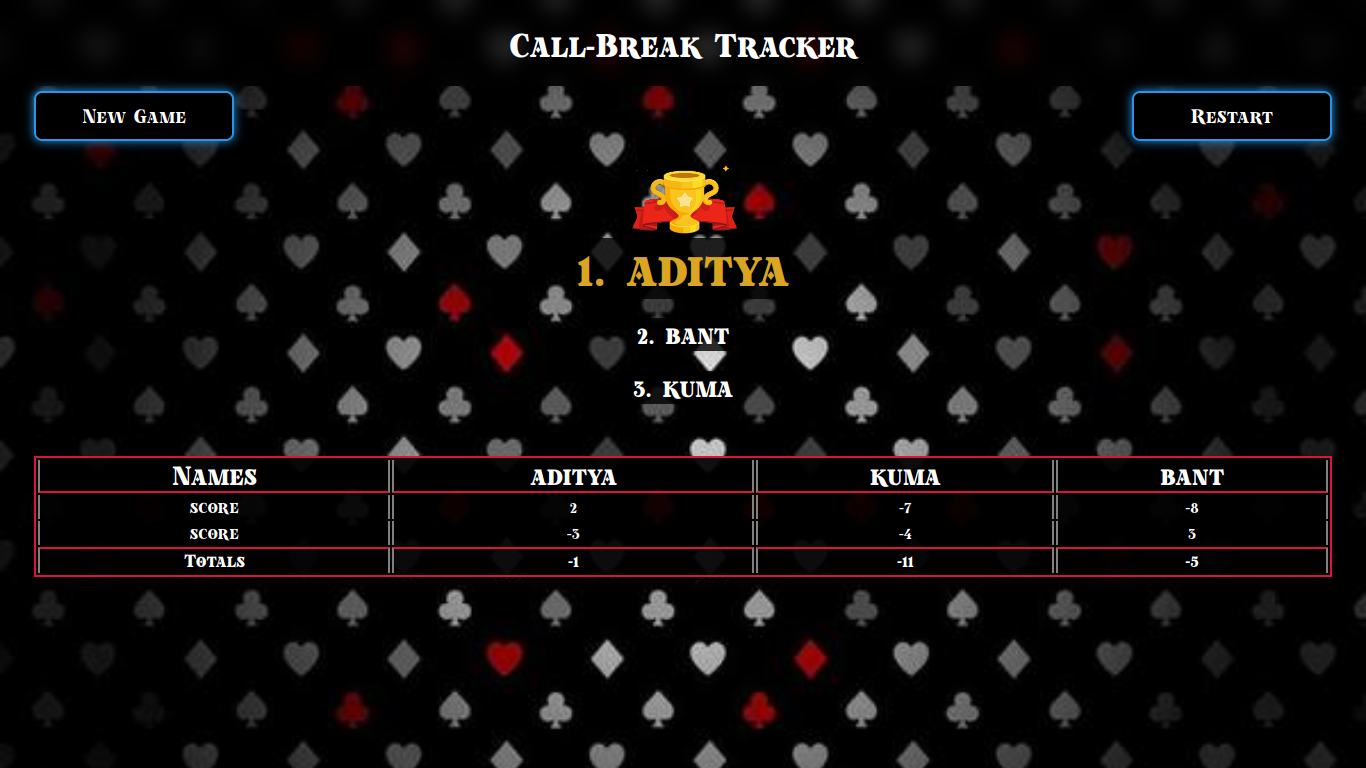 Call-Break Tracker
New Game
Restart
1. ADITYA
2. BANT
3. KUMA
Names ADITYA KUMA BANT
score 2 -7 -8
score -3 -4 3
Totals -1 -11 -5